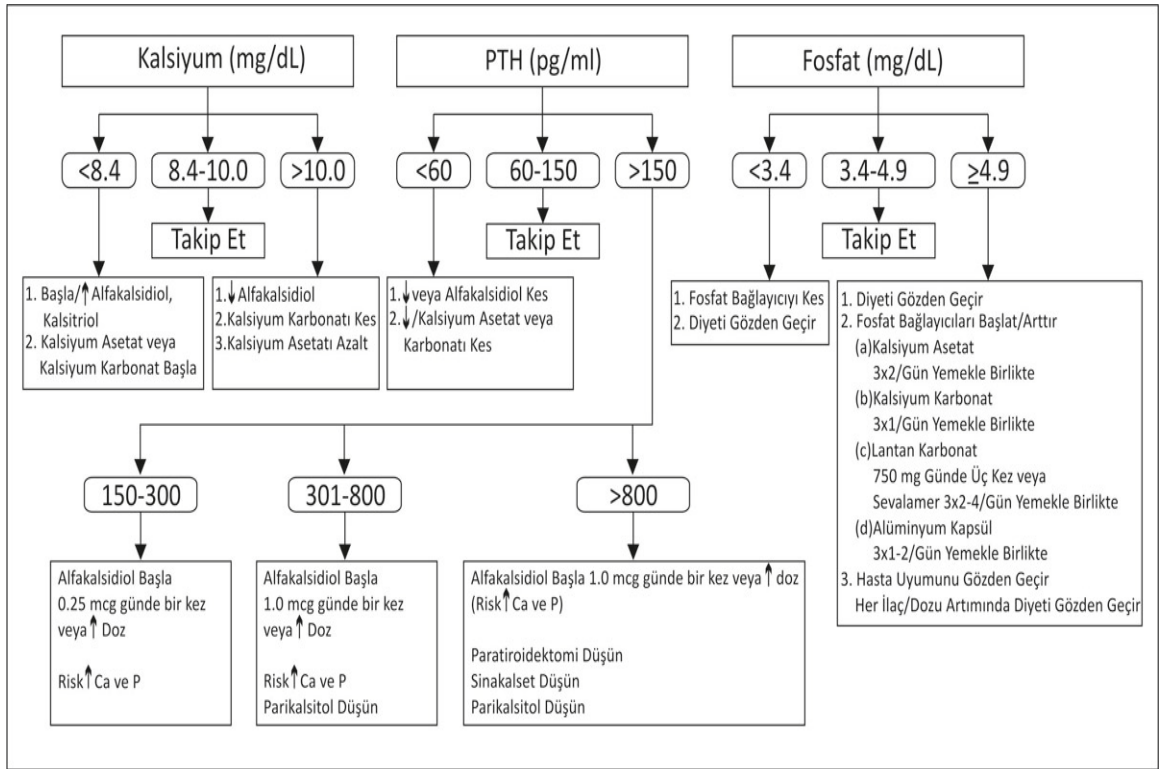 Kalsiyum (mg/dL)
PTH (pg/ml)
Fosfat (mg/dL)
<8.4
8.4-10.0
>10.0
<60
60-150
>150
<3.4
3.4-4.9
≥4.9
Takip Et
Takip Et
Takip Et
1. Başla/↑ Alfakalsidiol,
Kalsitriol
2. Kalsiyum Asetat veya
Kalsiyum Karbonat Başla
1.↓ Alfakalsidiol
2.Kalsiyum Karbonatı Kes
3.Kalsiyum Asetatı Azalt
1.↓ veya Alfakalsidiol Kes
2.↓/Kalsiyum Asetat veya
Karbonatı Kes
1. Fosfat Bağlayıcıyı Kes
2. Diyeti Gözden Geçir
1. Diyeti Gözden Geçir
2. Fosfat Bağlayıcıları Başlat/Arttır
(a)Kalsiyum Asetat
3x2/Gün Yemekle Birlikte
(b)Kalsiyum Karbonat
3x1/Gün Yemekle Birlikte
(c)Lantan Karbonat
750 mg Günde Üç Kez veya
Sevalamer 3x2-4/Gün Yemekle Birlikte
(d)Alüminyum Kapsül
3x1-2/Gün Yemekle Birlikte
3. Hasta Uyumunu Gözden Geçir
Her İlaç/Dozu Artımında Diyeti Gözden Geçir
150-300
301-800
>800
Alfakalsidiol Başla
0.25 mcg günde bir kez
veya ↑ Doz
Risk ↑ Ca ve P
Alfakalsidiol Başla
1.0 mcg günde bir kez
veya ↑ Doz
Risk ↑ Ca ve P
Parikalsitol Düşün
Alfakalsidiol Başla 1.0 mcg günde bir kez veya ↑ doz
(Risk ↑ Ca ve P)
Paratiroidektomi Düşün
Sinakalset Düşün
Parikalsitol Düşün